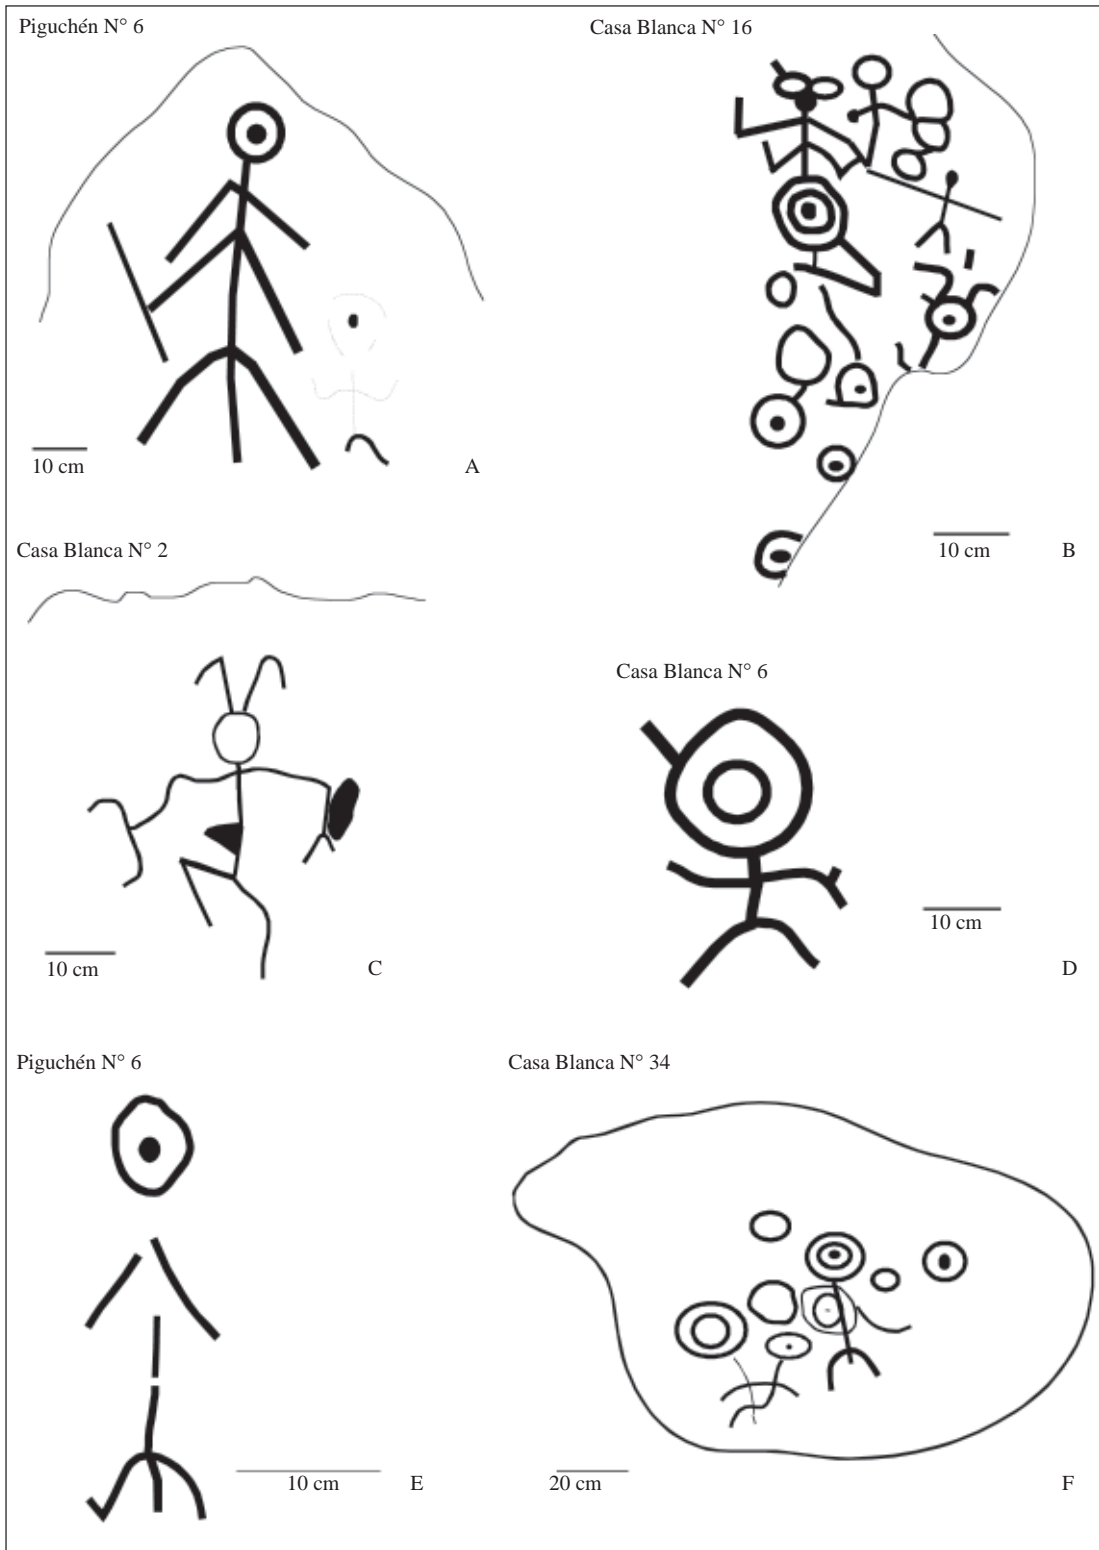 Piguchén N° 6
10 cm
A
Casa Blanca N° 16
10 cm
B
Casa Blanca N° 2
10 cm
C
Casa Blanca N° 6
10 cm
D
Piguchén N° 6
10 cm
E
Casa Blanca N° 34
20 cm
F